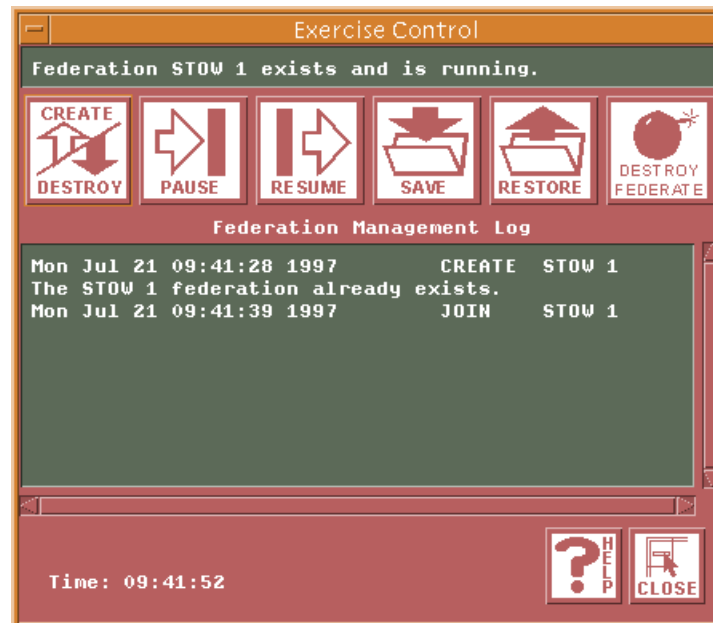 Exercise Control
Federation STOW 1 exists and is running.
CREATE
DESTROY
PAUSE
RESUME
SAVE
RESTORE
DESTROY
FEDERATE
Federation Management Log
Mon Jul 21 09:41:28 1997 CREATE STOW 1
The STOW 1 federation already exists.
Mon Jul 21 09:41:39 1997 JOIN STOW 1
Time: 09:41:52
HELP
CLOSE